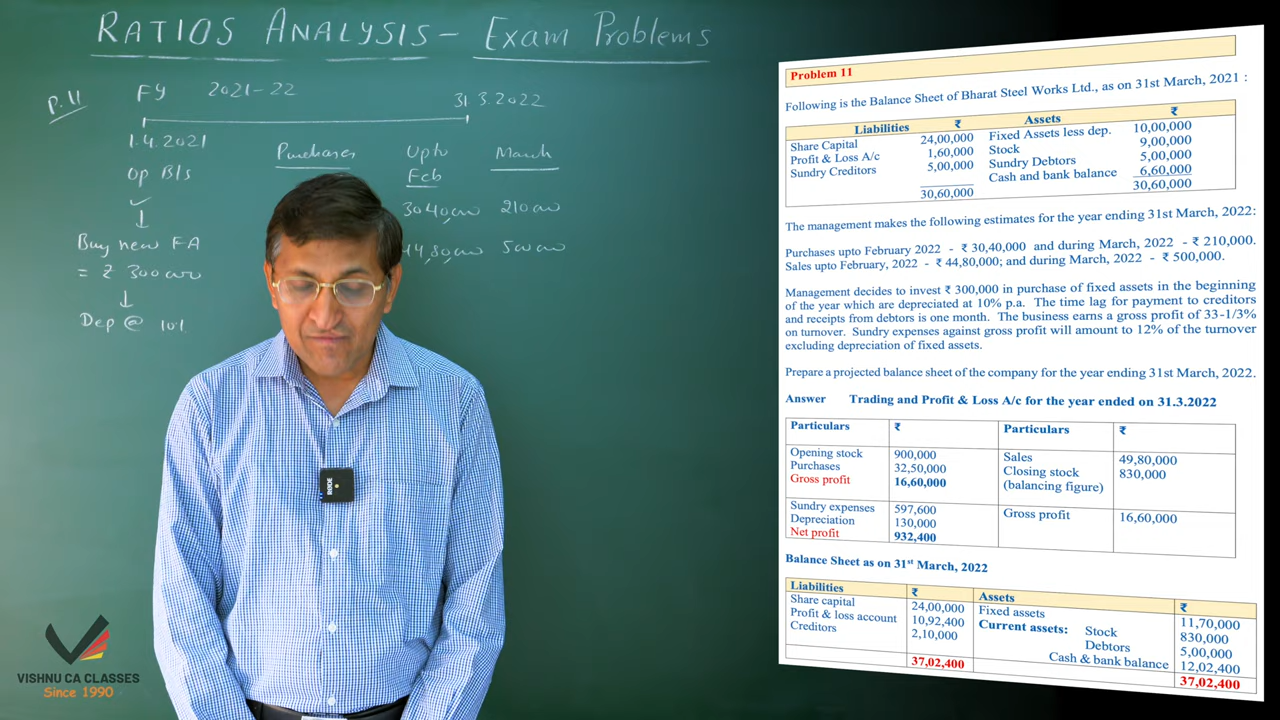 RATIOS ANALYSIS - Exam Problems
P.11 FY 2021-22 31.3.2022
1.4.2021
Op B/s
Buy new FA
= ₹ 300000
Dep @ 10%
Purchases Upto Feb March
3040,000 210000
44,80,000 500000
RODE
VISHNU CA CLASSES
Since 1990
Problem 11
Following is the Balance Sheet of Bharat Steel Works Ltd., as on 31st March, 2021 :
Liabilities ₹ Assets ₹
Share Capital 24,00,000 Fixed Assets less dep. 10,00,000
Profit & Loss A/c 1,60,000 Stock 9,00,000
Sundry Creditors 5,00,000 Sundry Debtors 5,00,000
Cash and bank balance 6,60,000
30,60,000 30,60,000
The management makes the following estimates for the year ending 31st March, 2022:
Purchases upto February 2022 - ₹ 30,40,000 and during March, 2022 - ₹ 210,000.
Sales upto February, 2022 - ₹ 44,80,000; and during March, 2022 - ₹ 500,000.
Management decides to invest ₹ 300,000 in purchase of fixed assets in the beginning
of the year which are depreciated at 10% p.a. The time lag for payment to creditors
and receipts from debtors is one month. The business earns a gross profit of 33-1/3%
on turnover. Sundry expenses against gross profit will amount to 12% of the turnover
excluding depreciation of fixed assets.
Prepare a projected balance sheet of the company for the year ending 31st March, 2022.
Answer Trading and Profit & Loss A/c for the year ended on 31.3.2022
Particulars ₹ Particulars ₹
Opening stock 900,000 Sales 49,80,000
Purchases 32,50,000 Closing stock 830,000
Gross profit 16,60,000 (balancing figure)
Sundry expenses 597,600 Gross profit 16,60,000
Depreciation 130,000
Net profit 932,400
Balance Sheet as on 31st March, 2022
Liabilities ₹ Assets ₹
Share capital 24,00,000 Fixed assets 11,70,000
Profit & loss account 10,92,400 Current assets: Stock 830,000
Creditors 2,10,000 Debtors 5,00,000
Cash & bank balance 12,02,400
37,02,400 37,02,400